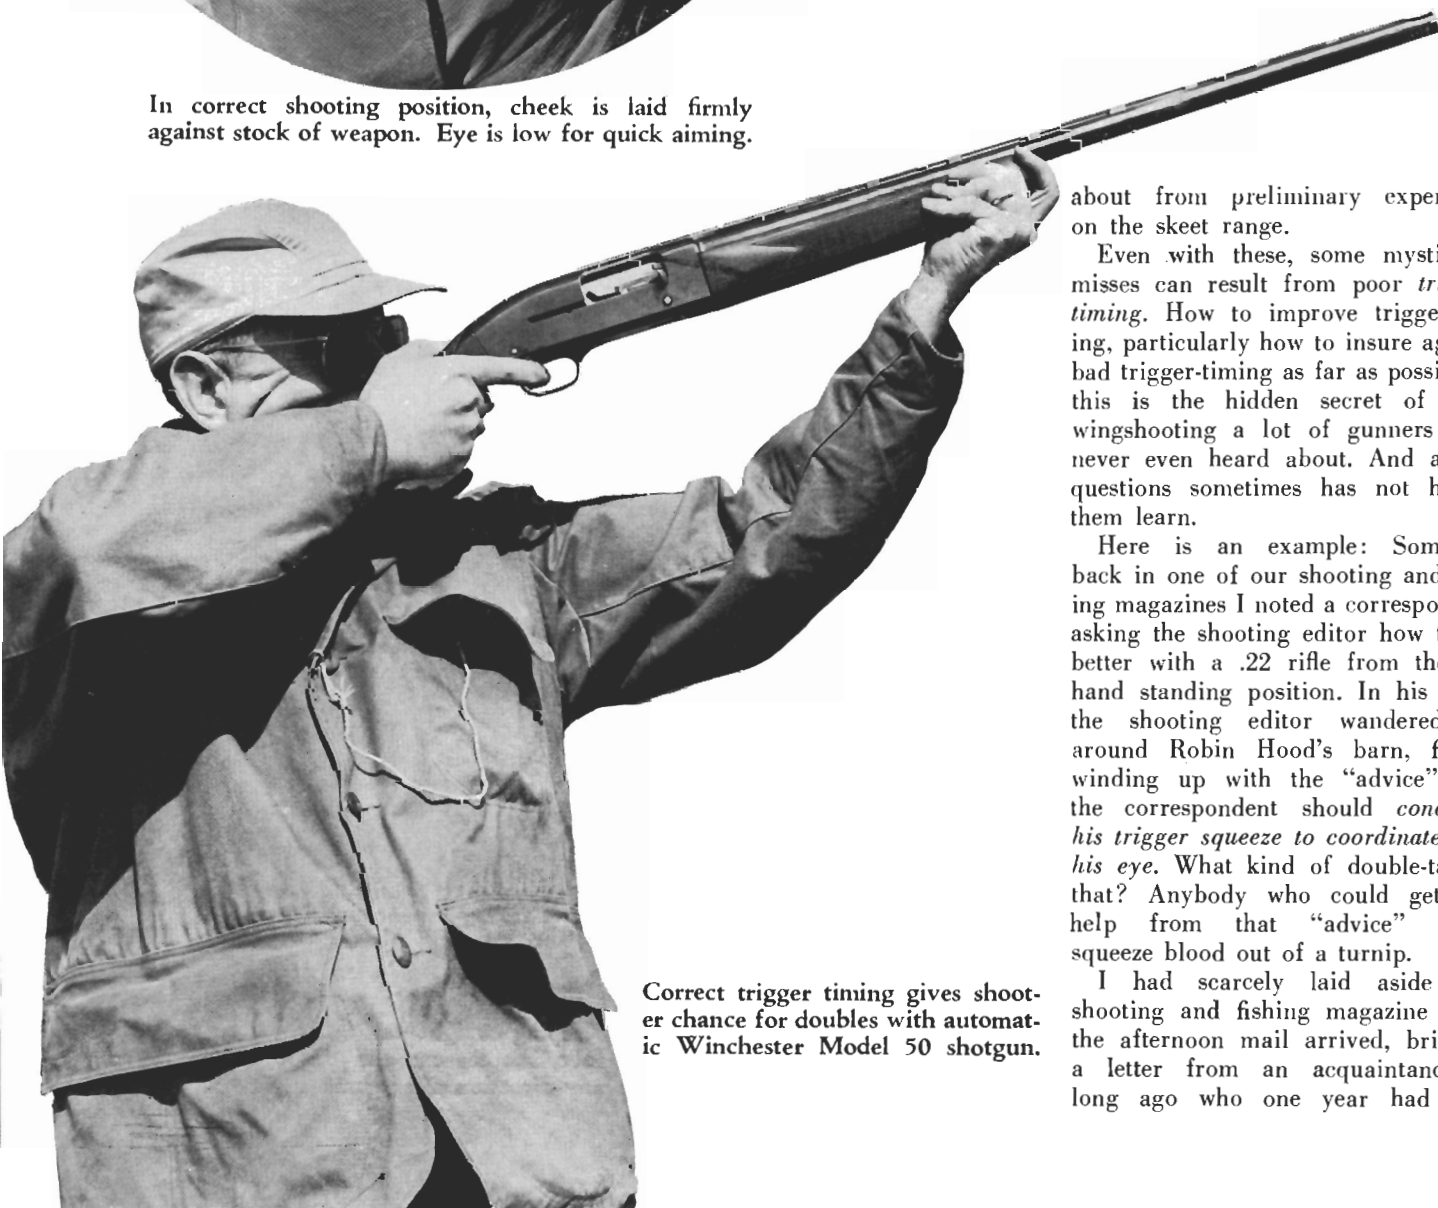 In correct shooting position, cheek is laid firmly
against stock of weapon. Eye is low for quick aiming.
Correct trigger timing gives shoot-
er chance for doubles with automat-
ic Winchester Model 50 shotgun.
about from preliminary exper
on the skeet range.
Even with these, some mysti
misses can result from poor tr
timing. How to improve trigge
ing, particularly how to insure ag
bad trigger-timing as far as possi
this is the hidden secret of
wingshooting a lot of gunners
never even heard about. And a
questions sometimes has not h
them learn.
Here is an example: Som
back in one of our shooting and
ing magazines I noted a correspo
asking the shooting editor how t
better with a .22 rifle from the
hand standing position. In his
the shooting editor wandered
around Robin Hood's barn, f
winding up with the “advice”
the correspondent should conc
his trigger squeeze to coordinate
his eye. What kind of double-ta
that? Anybody who could get
help from that “advice”
squeeze blood out of a turnip.
I had scarcely laid aside
shooting and fishing magazine
the afternoon mail arrived, bri
a letter from an acquaintanc
long ago who one year had